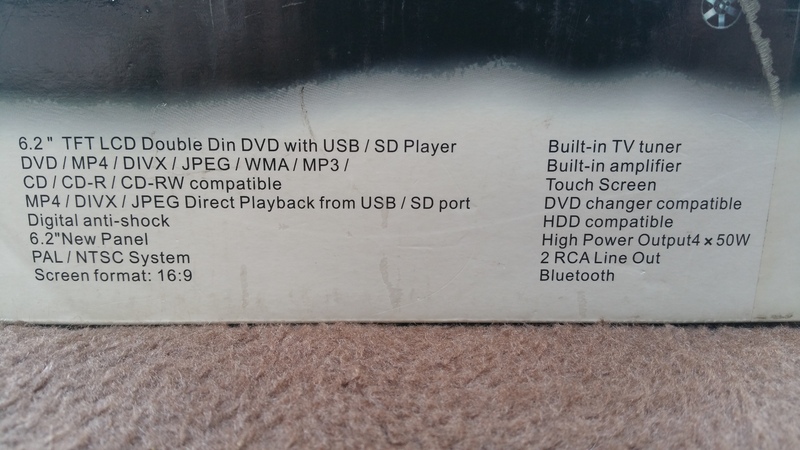 6.2" TFT LCD Double Din DVD with USB / SD Player
DVD / MP4 / DIVX / JPEG / WMA / MP3 /
CD / CD-R / CD-RW compatible
MP4 / DIVX / JPEG Direct Playback from USB / SD port
Digital anti-shock
6.2"New Panel
PAL / NTSC System
Screen format: 16:9
Built-in TV tuner
Built-in amplifier
Touch Screen
DVD changer compatible
HDD compatible
High Power Output4×50W
2 RCA Line Out
Bluetooth